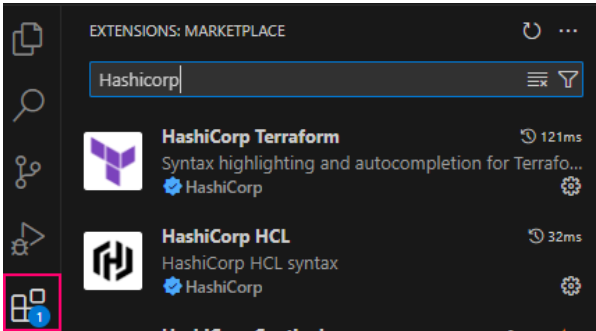 EXTENSIONS: MARKETPLACE
Hashicorp
HashiCorp Terraform 121ms
Syntax highlighting and autocompletion for Terrafo...
HashiCorp
HashiCorp HCL 32ms
HashiCorp HCL syntax
HashiCorp
1